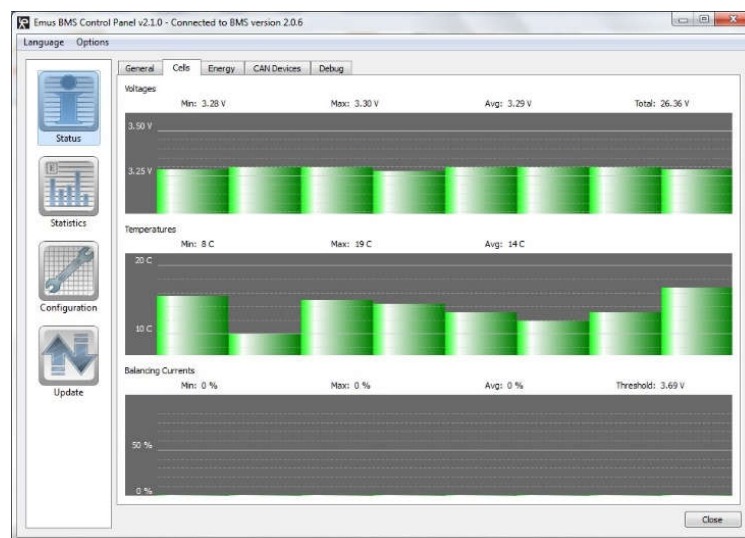 Emus BMS Control Panel v2.1.0 - Connected to BMS version 2.0.6
Language Options
General Cells Energy CAN Devices Debug
Status
Statistics
Configuration
Update
Voltages
Min: 3.28 V Max: 3.30 V Avg: 3.29 V Total: 26.36 V
3.50 V
3.25 V
Temperatures
Min: 8 C Max: 19 C Avg: 14 C
20 C
10 C
Balancing Currents
Min: 0 % Max: 0 % Avg: 0 % Threshold: 3.69 V
50 %
0 %
Close